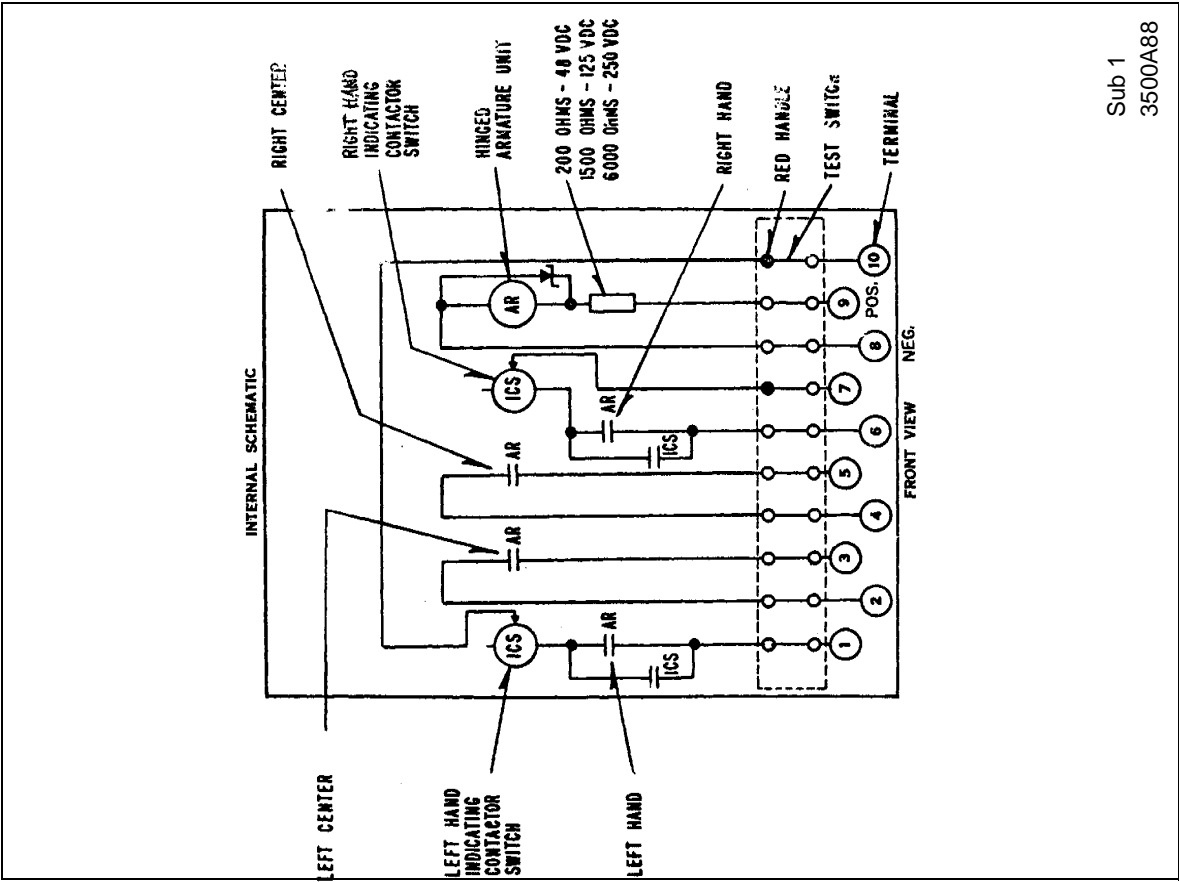 INTERNAL SCHEMATIC
LEFT CENTER
LEFT HAND
INDICATING
CONTACTOR
SWITCH
LEFT HAND
RIGHT CENTER
RIGHT HAND
INDICATING
CONTACTOR
SWITCH
HINGED
ARMATURE UNIT
200 OHMS - 48 VDC
1500 OHMS - 125 VDC
6000 OHMS - 250 VDC
RIGHT HAND
RED HANDLE
TEST SWITCH
TERMINAL
ICS
AR
ICS
AR
AR
ICS
AR
ICS
AR
1
2
3
4
5
6
7
8
9
10
NEG.
POS.
FRONT VIEW
Sub 1
3500A88